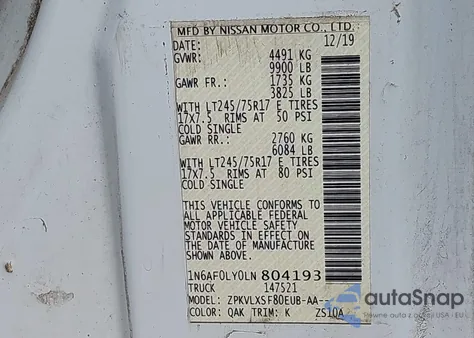 MFD BY NISSAN MOTOR CO., LTD.
DATE: 12/19
GVWR: 4491 KG
9900 LB
GAWR FR.: 1735 KG
3825 LB
WITH LT245/75R17 E TIRES
17X7.5 RIMS AT 50 PSI
COLD SINGLE
GAWR RR.: 2760 KG
6084 LB
WITH LT245/75R17 E TIRES
17X7.5 RIMS AT 80 PSI
COLD SINGLE
THIS VEHICLE CONFORMS TO
ALL APPLICABLE FEDERAL
MOTOR VEHICLE SAFETY
STANDARDS IN EFFECT ON
THE DATE OF MANUFACTURE
SHOWN ABOVE.
1N6AF0LY0LN 804193
TRUCK 147521
MODEL: ZPKVLXSF80EUB-AA--
COLOR: QAK TRIM: K ZS10A
autoSnap
Auctions from USA - EU